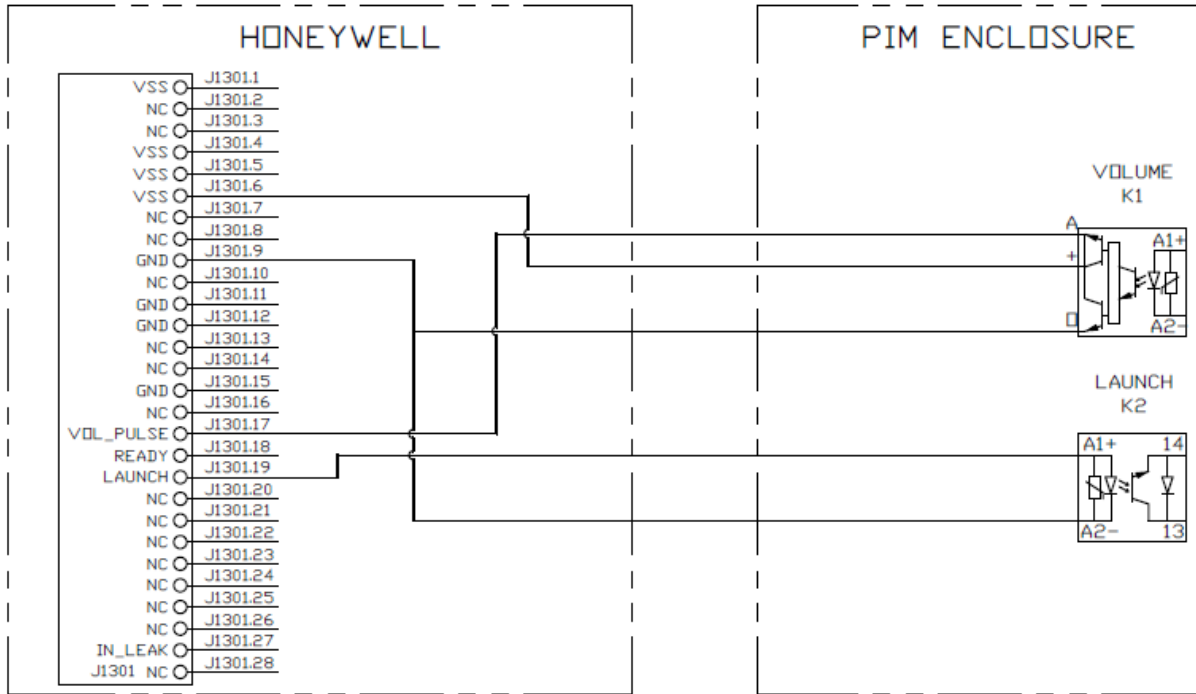 HONEYWELL
PIM ENCLOSURE
VSS J1301.1
NC J1301.2
NC J1301.3
VSS J1301.4
VSS J1301.5
VSS J1301.6
NC J1301.7
NC J1301.8
GND J1301.9
NC J1301.10
GND J1301.11
GND J1301.12
NC J1301.13
NC J1301.14
GND J1301.15
NC J1301.16
VOL_PULSE J1301.17
READY J1301.18
LAUNCH J1301.19
NC J1301.20
NC J1301.21
NC J1301.22
NC J1301.23
NC J1301.24
NC J1301.25
NC J1301.26
IN_LEAK J1301.27
J1301 NC J1301.28
VOLUME
K1
A
+
0
A1+
A2-
LAUNCH
K2
A1+ 14
A2- 13